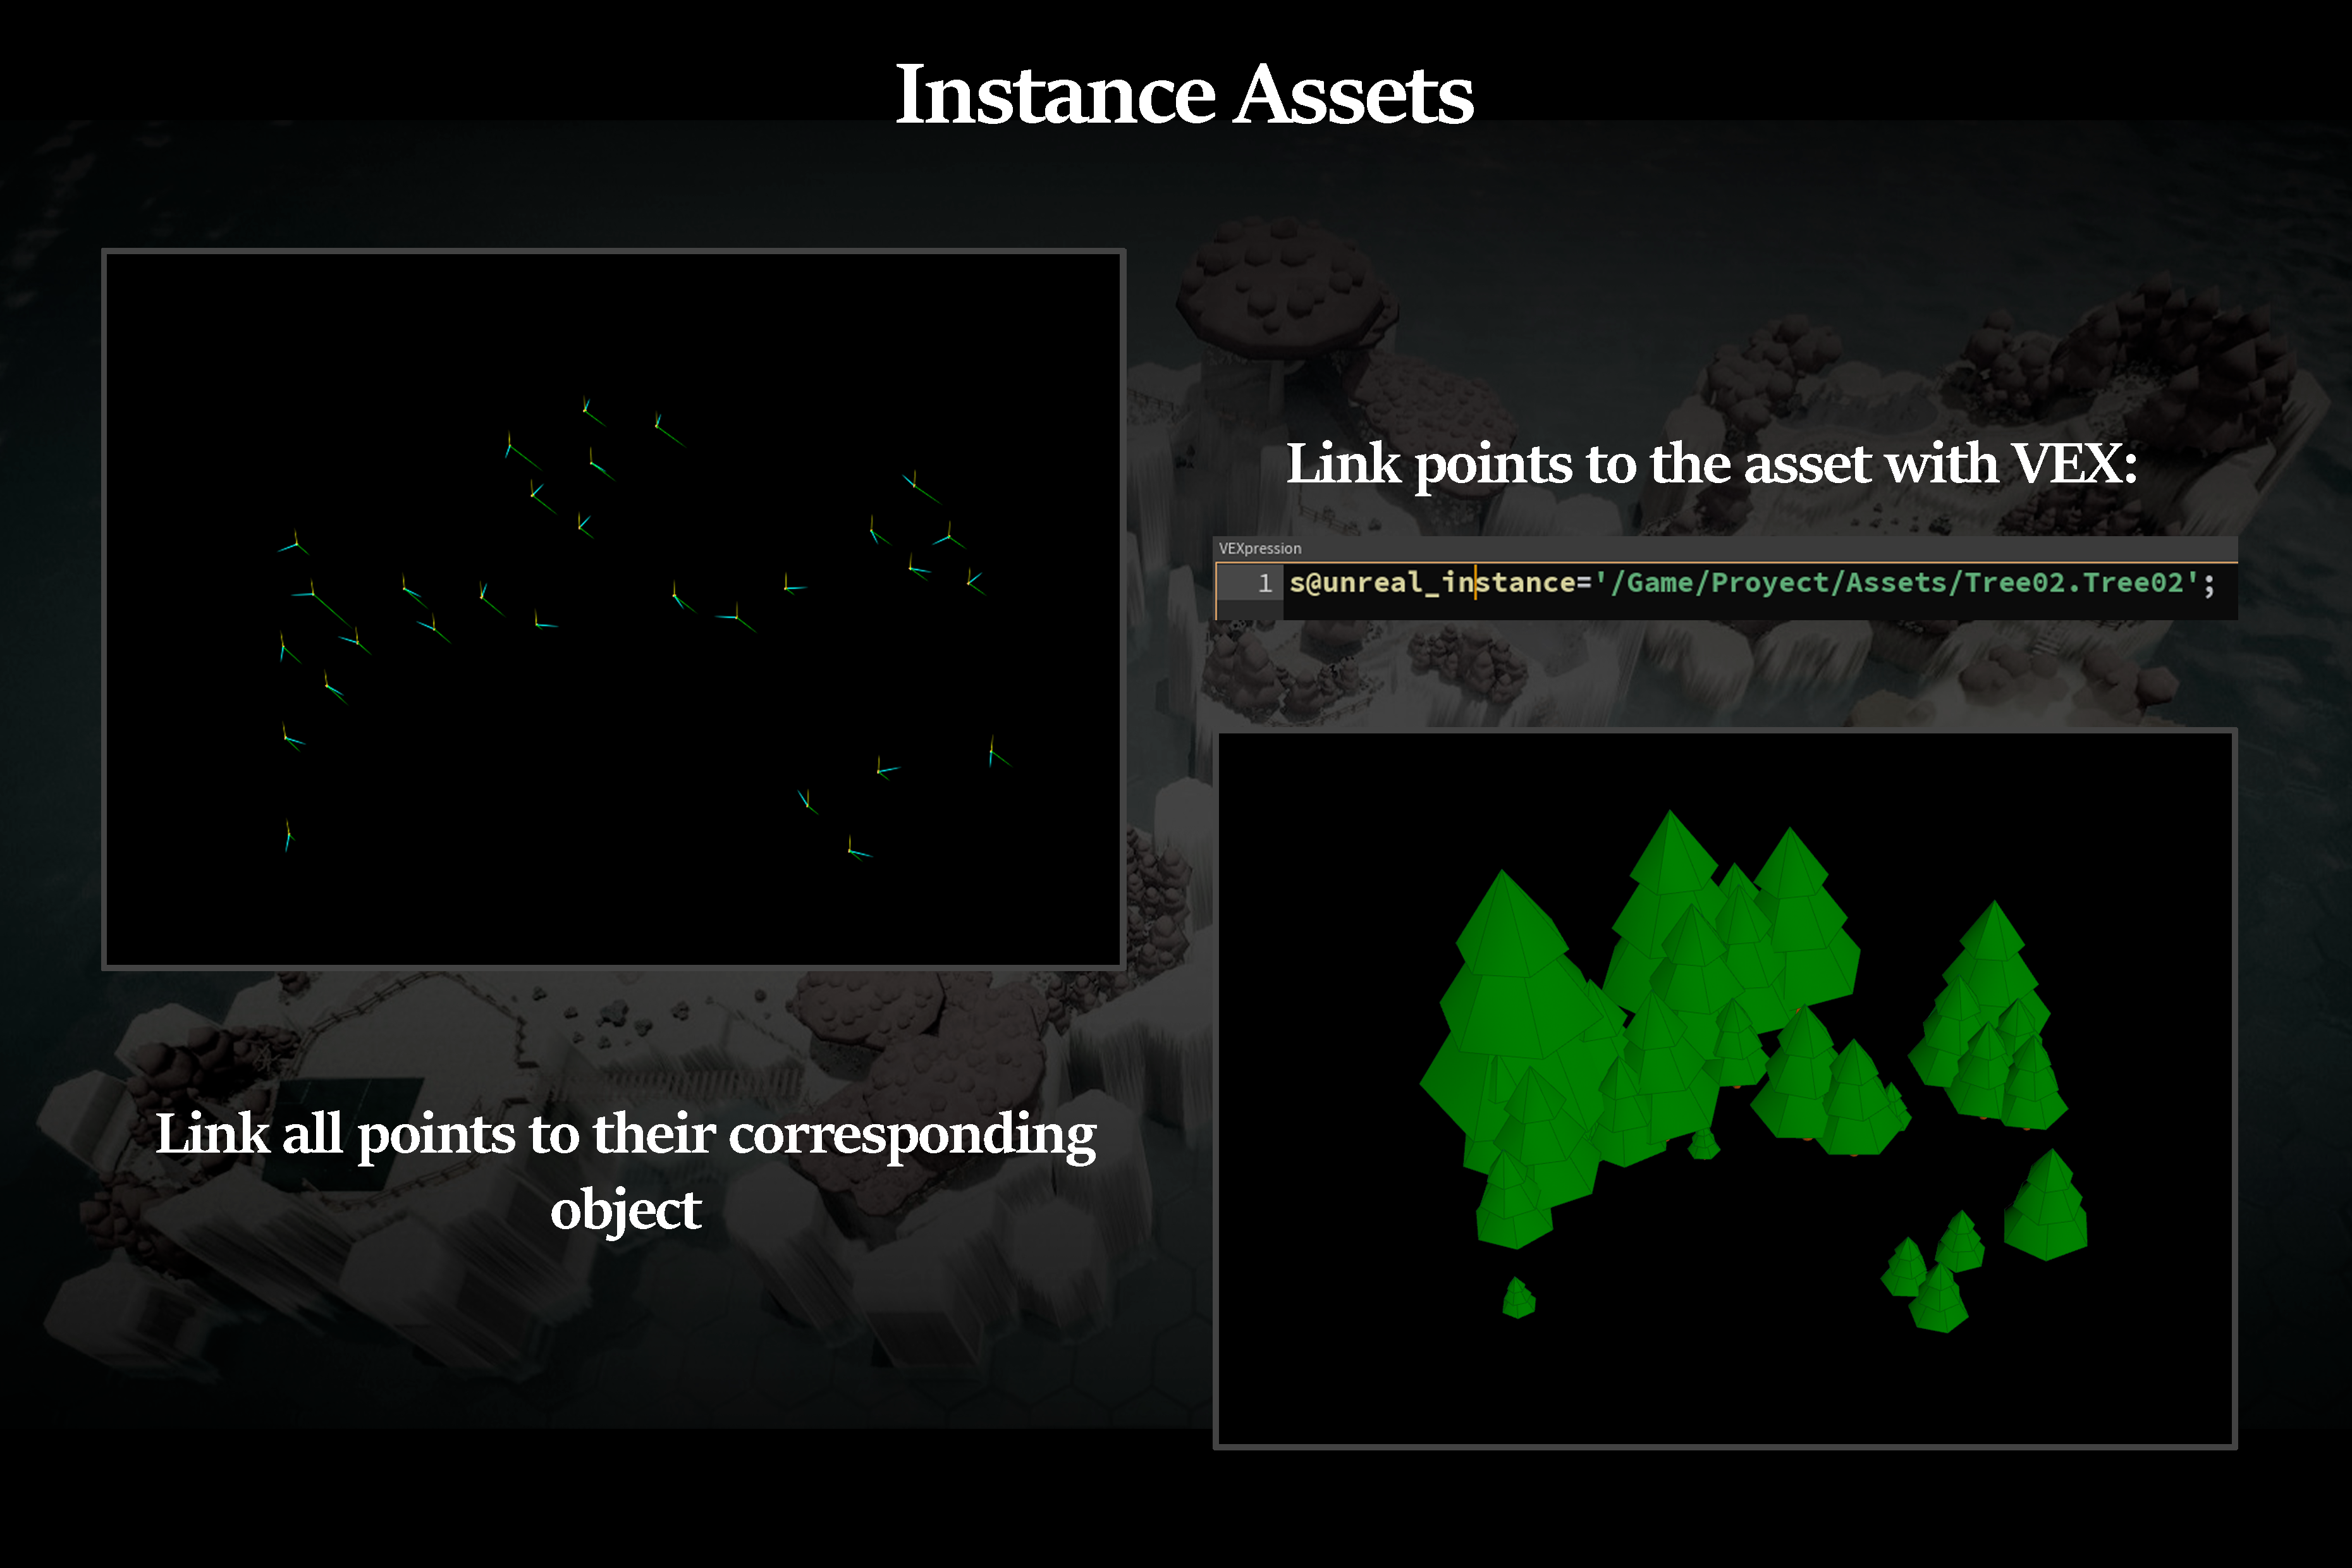 Instance Assets
Link points to the asset with VEX:
VEXpression
1 s@unreal_instance='/Game/Proyect/Assets/Tree02.Tree02';
Link all points to their corresponding
object